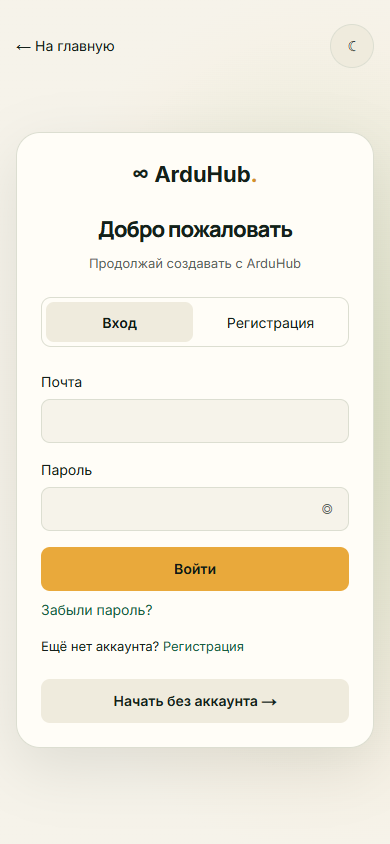 ← На главную
∞ ArduHub.
Добро пожаловать
Продолжай создавать с ArduHub
Вход
Регистрация
Почта
Пароль
Войти
Забыли пароль?
Ещё нет аккаунта? Регистрация
Начать без аккаунта →